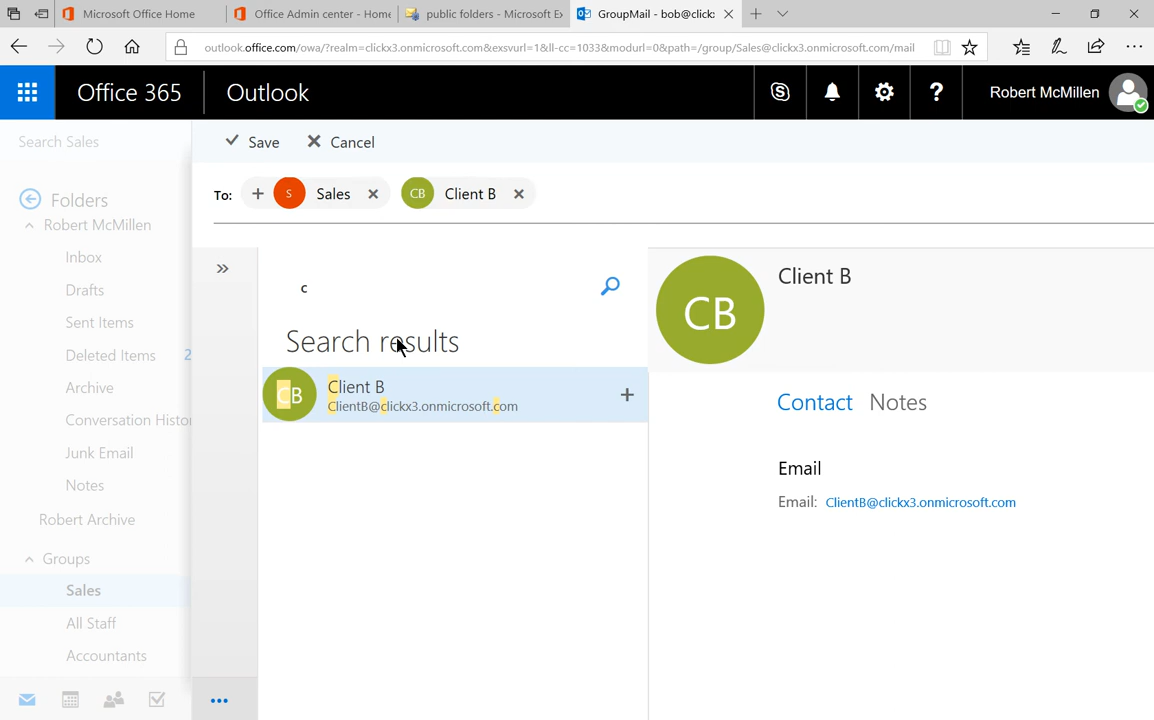 Microsoft Office Home
Office Admin center - Home
public folders - Microsoft Ex
GroupMail - bob@click:
outlook.office.com/owa/?realm=clickx3.onmicrosoft.com&exsvurl=1&ll-cc=1033&modurl=0&path=/group/Sales@clickx3.onmicrosoft.com/mail
Office 365
Outlook
Robert McMillen
Search Sales
Save
Cancel
To:
S
Sales
CB
Client B
Folders
Robert McMillen
Inbox
Drafts
Sent Items
Deleted Items 2
Archive
Conversation Histo
Junk Email
Notes
Robert Archive
Groups
Sales
All Staff
Accountants
c
Search results
CB
Client B
ClientB@clickx3.onmicrosoft.com
CB
Client B
Contact Notes
Email
Email: ClientB@clickx3.onmicrosoft.com